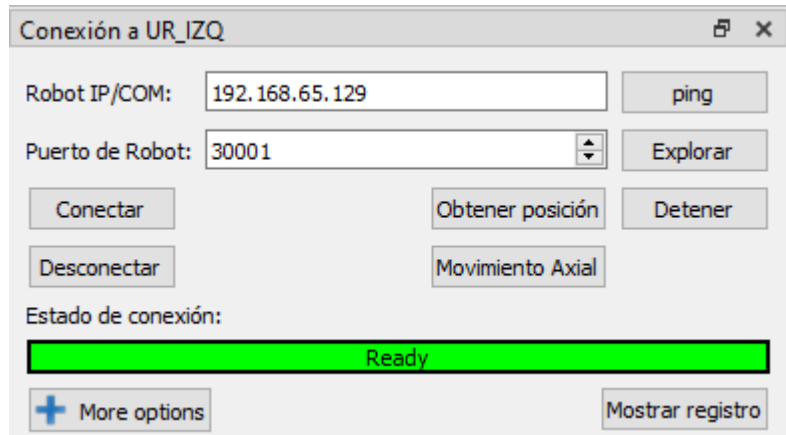 Conexión a UR_IZQ
Robot IP/COM: 192.168.65.129 ping
Puerto de Robot: 30001 Explorar
Conectar Obtener posición Detener
Desconectar Movimiento Axial
Estado de conexión:
Ready
More options Mostrar registro